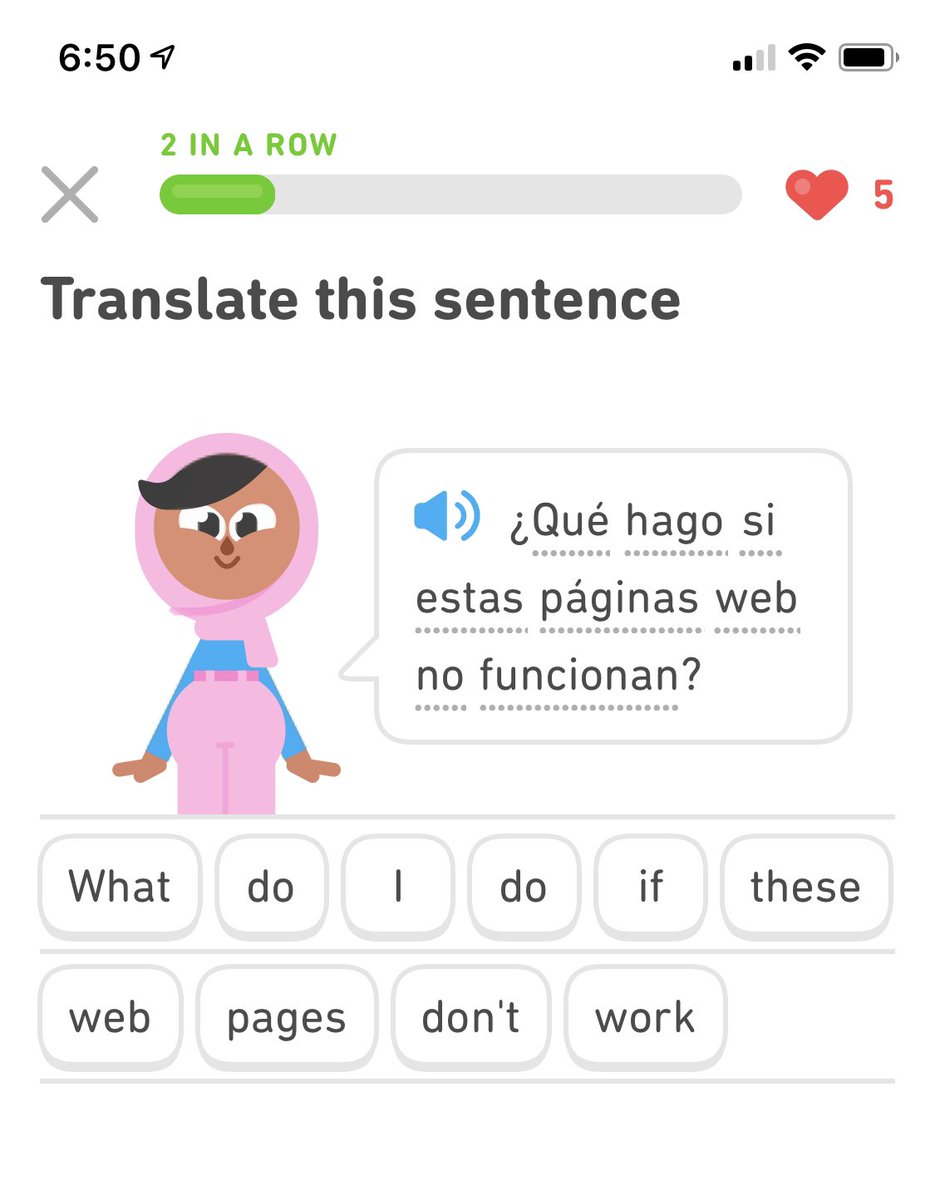 6:50
2 IN A ROW
5
Translate this sentence
¿Qué hago si
estas páginas web
no funcionan?
What do I do if these
web pages don't work